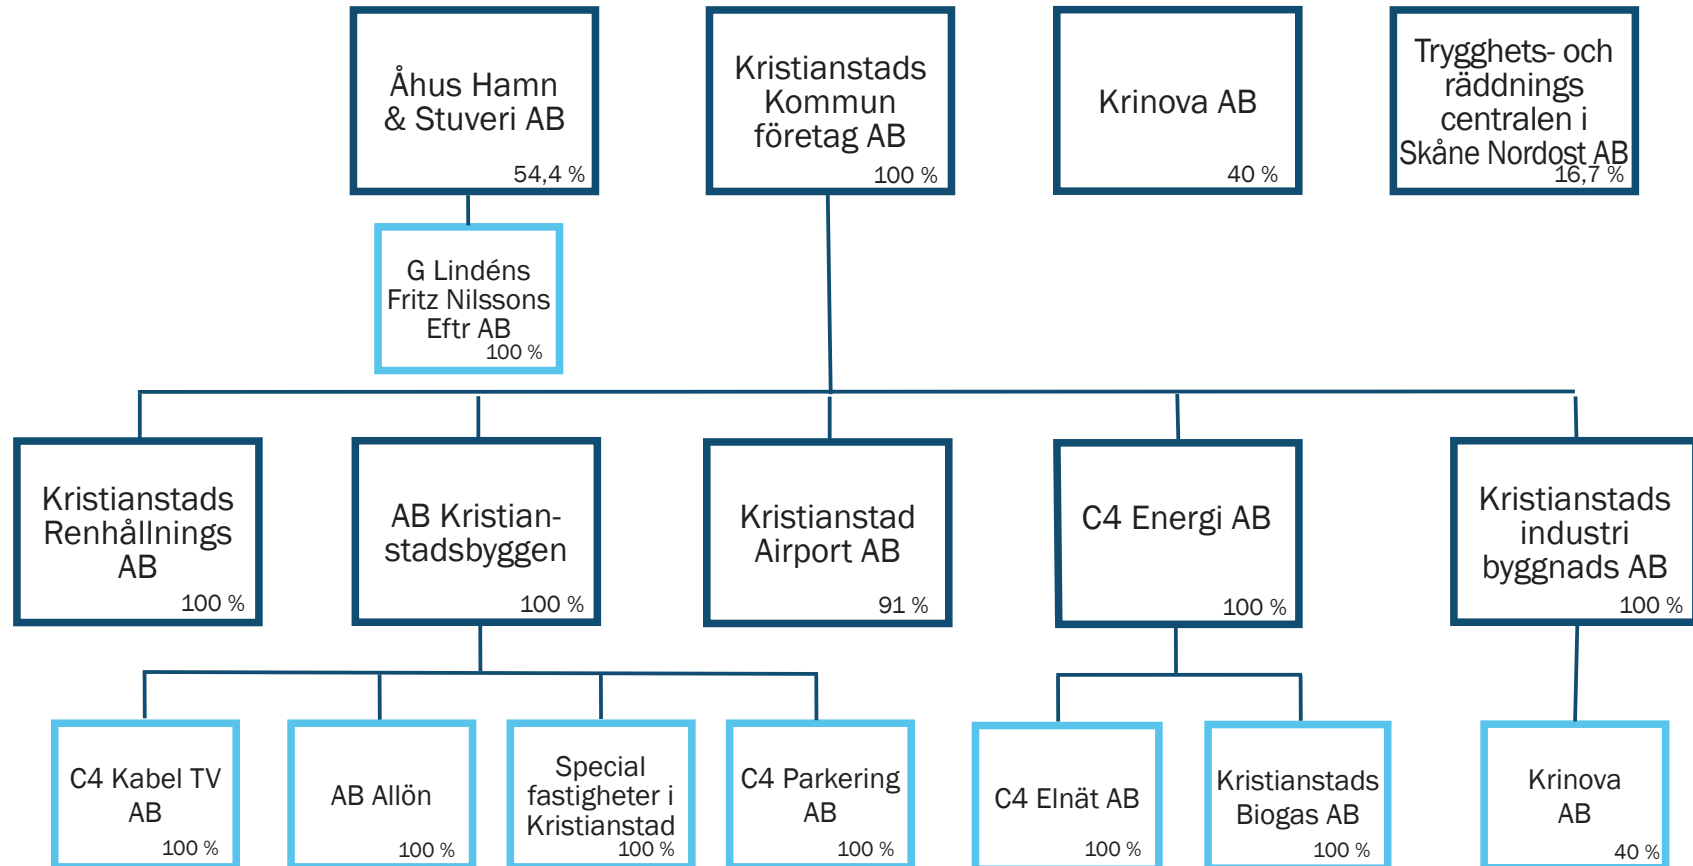 Åhus Hamn
& Stuveri AB
54,4 %
Kristianstads
Kommun
företag AB
100 %
Krinova AB
40 %
Trygghets- och
räddnings
centralen i
Skåne Nordost AB
16,7 %
G Lindéns
Fritz Nilssons
Eftr AB
100 %
Kristianstads
Renhållnings
AB
100 %
AB Kristian-
stadsbyggen
100 %
Kristianstad
Airport AB
91 %
C4 Energi AB
100 %
Kristianstads
industri
byggnads AB
100 %
C4 Kabel TV
AB
100 %
AB Allön
100 %
Special
fastigheter i
Kristianstad
100 %
C4 Parkering
AB
100 %
C4 Elnät AB
100 %
Kristianstads
Biogas AB
100 %
Krinova
AB
40 %